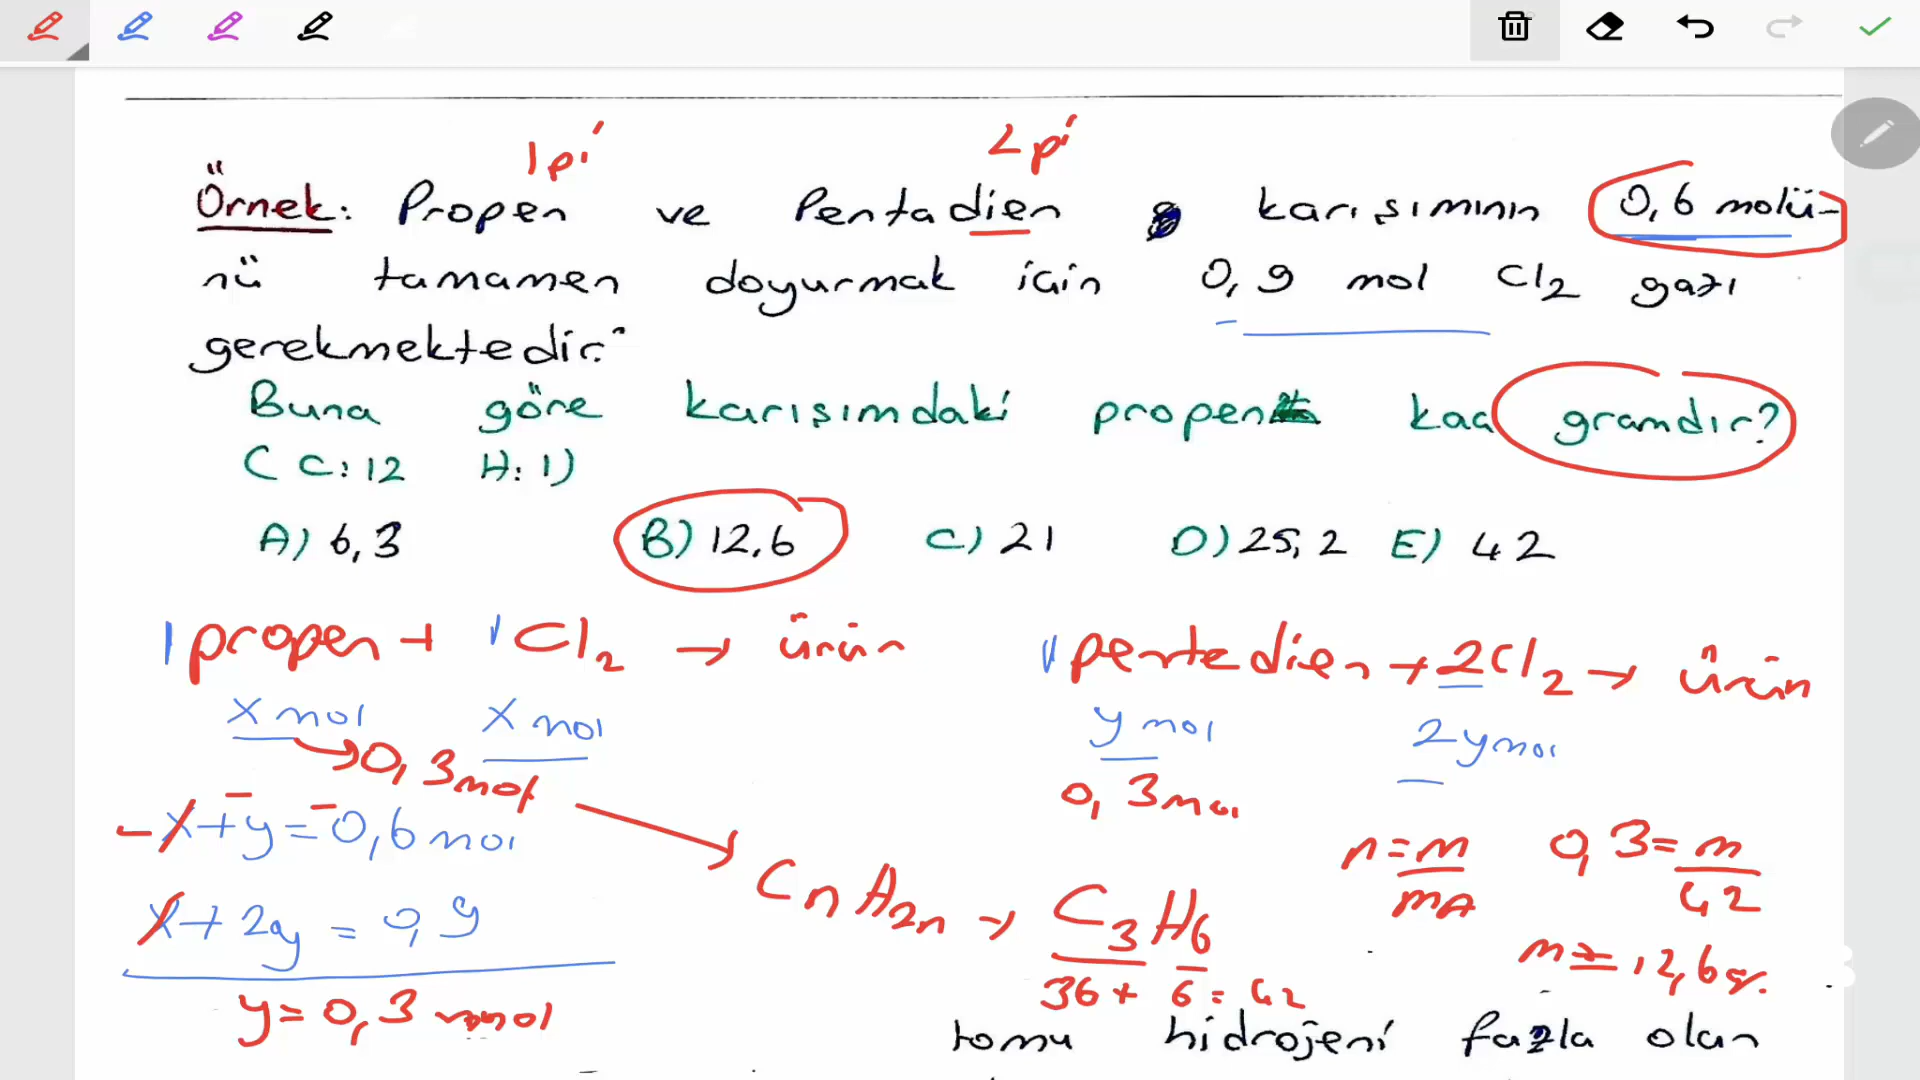 1pi 2pi
Örnek: Propen ve Pentadien karışımının 0,6 molü-
nü tamamen doyurmak için 0,9 mol Cl2 gazı
gerekmektedir.
Buna göre karışımdaki propen kaç gramdır?
(C:12 H:1)
A) 6,3 B) 12,6 C) 21 D) 25,2 E) 42
1 propen + 1 Cl2 → ürün
x mol x mol
0,3 mol
-x + y = 0,6 mol
x + 2y = 0,9
y = 0,3 mol
1 pentadien + 2Cl2 → ürün
y mol 2y mol
0,3 mol
CnH2n → C3H6
36 + 6 = 42
n = m/mA 0,3 = m/42
m = 12,6 gr.
tomu hidrojeni fazla olan